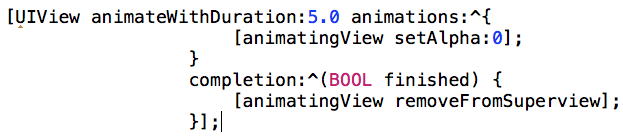 [UIView animateWithDuration:5.0 animations:^{
[animatingView setAlpha:0];
}
completion:^(BOOL finished) {
[animatingView removeFromSuperview];
}];